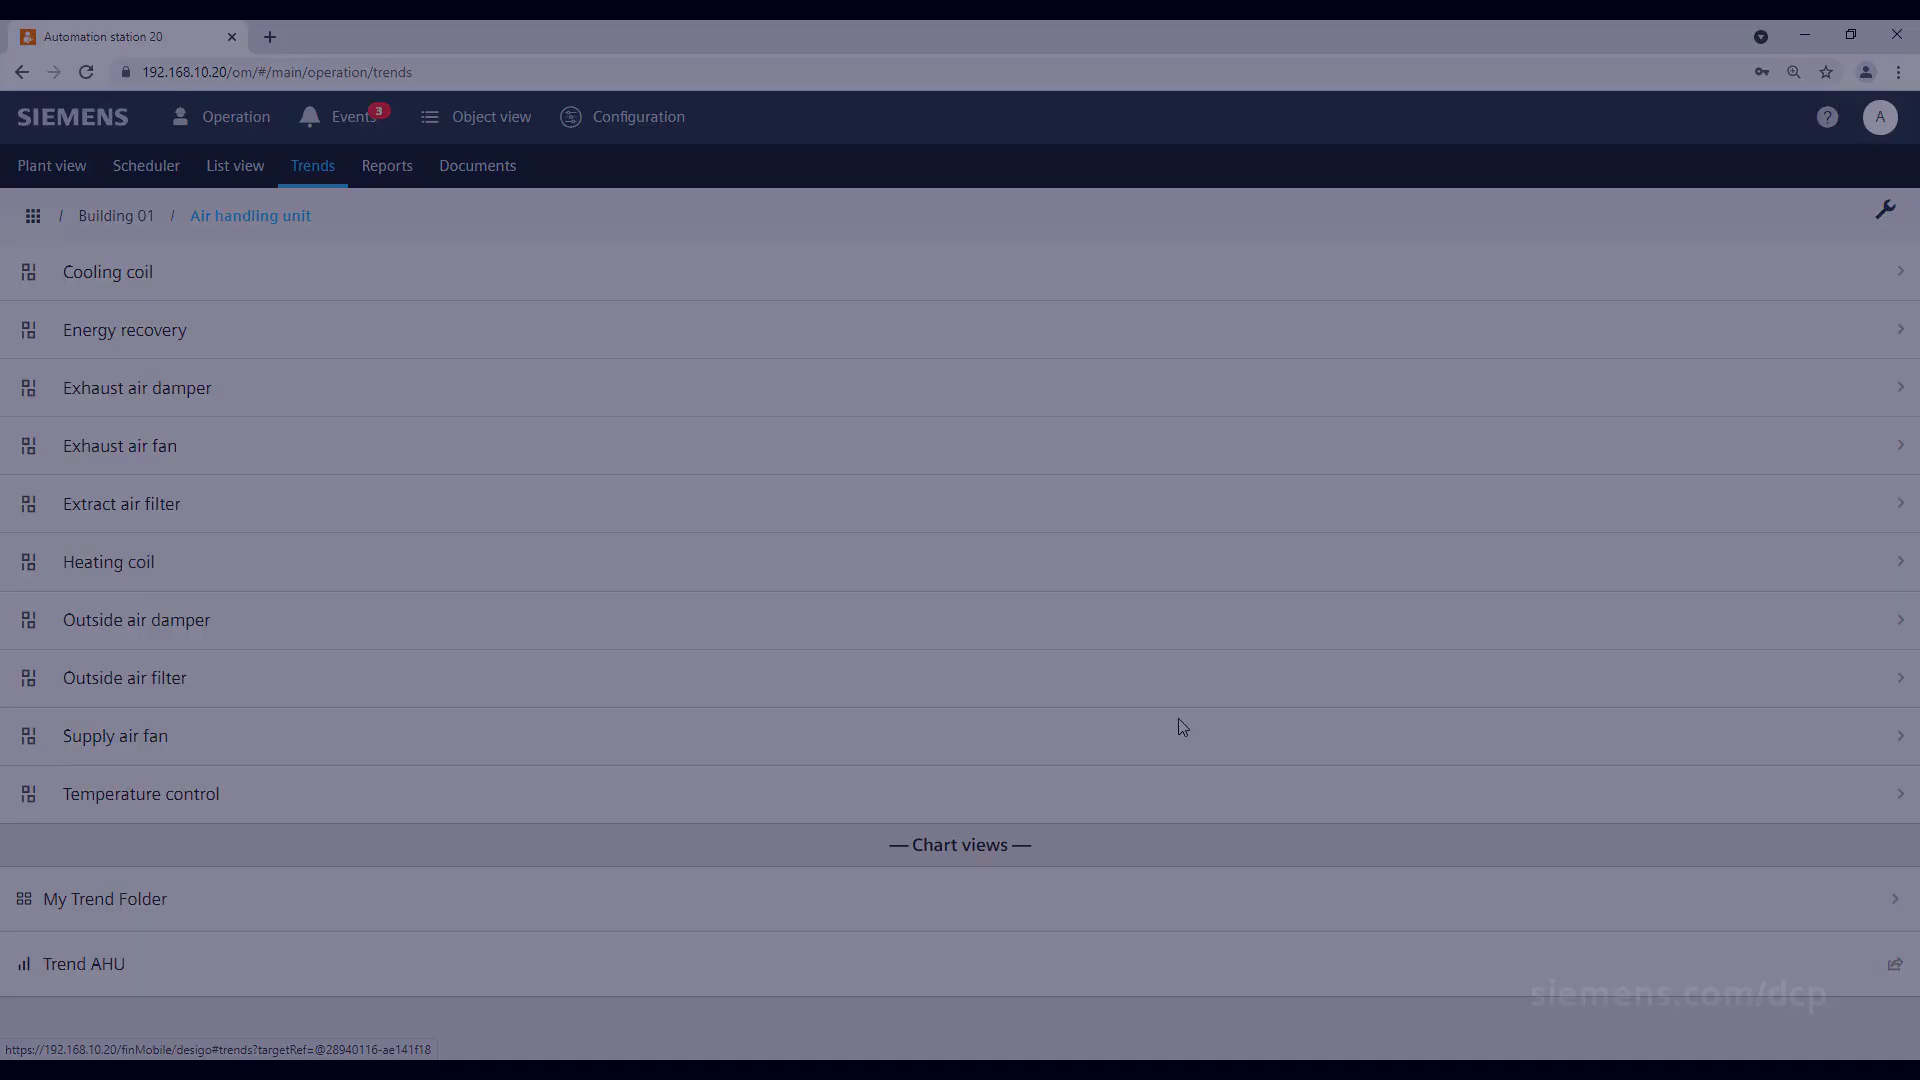 Automation station 20
192.168.10.20/om/#/main/operation/trends
SIEMENS Operation Events 3 Object view Configuration ? A
Plant view Scheduler List view Trends Reports Documents
/ Building 01 / Air handling unit
Cooling coil
Energy recovery
Exhaust air damper
Exhaust air fan
Extract air filter
Heating coil
Outside air damper
Outside air filter
Supply air fan
Temperature control
— Chart views —
My Trend Folder
Trend AHU
siemens.com/dcp
https://192.168.10.20/finMobile/desigo#trends?targetRef=@28940116-ae141f18